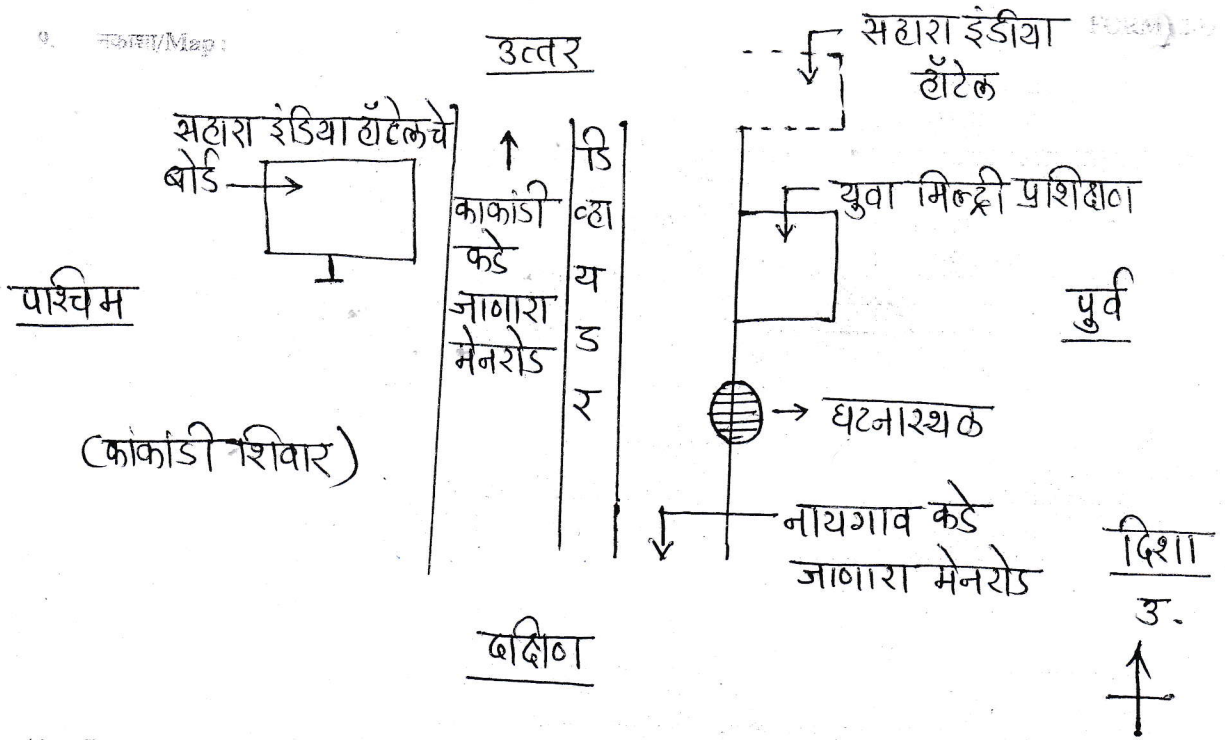 ९. नकाशा/Map:
उत्तर
सहारा इंडीया
हॉटेल
FORM)
सहारा इंडिया हॉटेलचे
बोर्ड
काकांडी
कडे
जाणारा
मेनरोड
डिव्हायडर
युवा मिल्ट्री प्रशिक्षण
पाश्चिम
पुर्व
घटनास्थळ
(कांकांडी शिवार)
नायगाव कडे
जाणारा मेनरोड
दिशा
उ.
दक्षिण